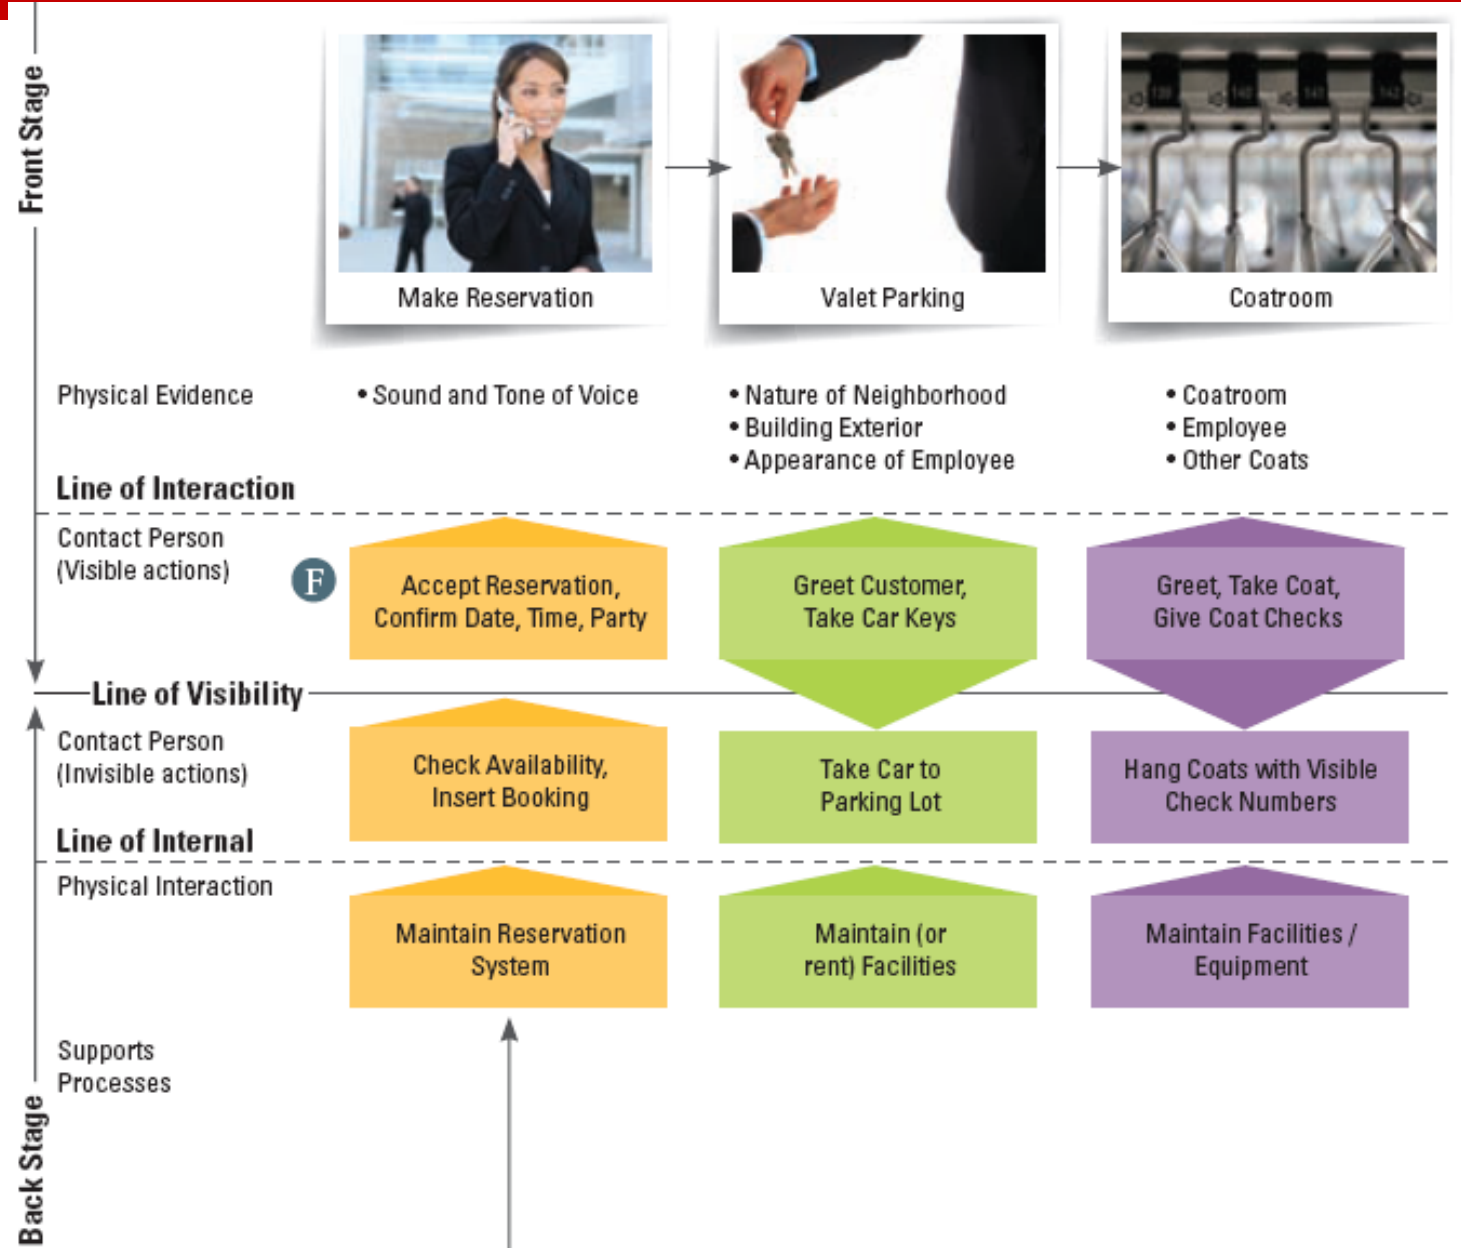 Front Stage
Make Reservation
Valet Parking
139
140
141
142
Coatroom
Physical Evidence
• Sound and Tone of Voice
• Nature of Neighborhood
• Building Exterior
• Appearance of Employee
• Coatroom
• Employee
• Other Coats
Line of Interaction
Contact Person
(Visible actions)
F
Accept Reservation,
Confirm Date, Time, Party
Greet Customer,
Take Car Keys
Greet, Take Coat,
Give Coat Checks
Line of Visibility
Contact Person
(Invisible actions)
Check Availability,
Insert Booking
Take Car to
Parking Lot
Hang Coats with Visible
Check Numbers
Line of Internal
Physical Interaction
Maintain Reservation
System
Maintain (or
rent) Facilities
Maintain Facilities /
Equipment
Supports
Processes
Back Stage